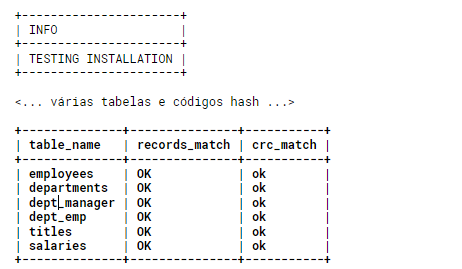 +---------------------+
| INFO                |
+---------------------+
| TESTING INSTALLATION |
+---------------------+
<... várias tabelas e códigos hash ...>
+--------------+---------------+-----------+
| table_name   | records_match | crc_match |
+--------------+---------------+-----------+
| employees    | OK            | ok        |
| departments  | OK            | ok        |
| dept_manager | OK            | ok        |
| dept_emp     | OK            | ok        |
| titles       | OK            | ok        |
| salaries     | OK            | ok        |
+--------------+---------------+-----------+